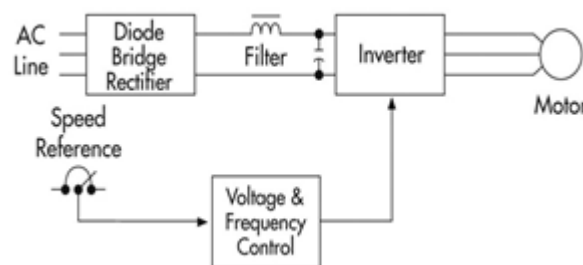 AC
Line
Diode
Bridge
Rectifier
Filter
Inverter
Motor
Speed
Reference
Voltage &
Frequency
Control